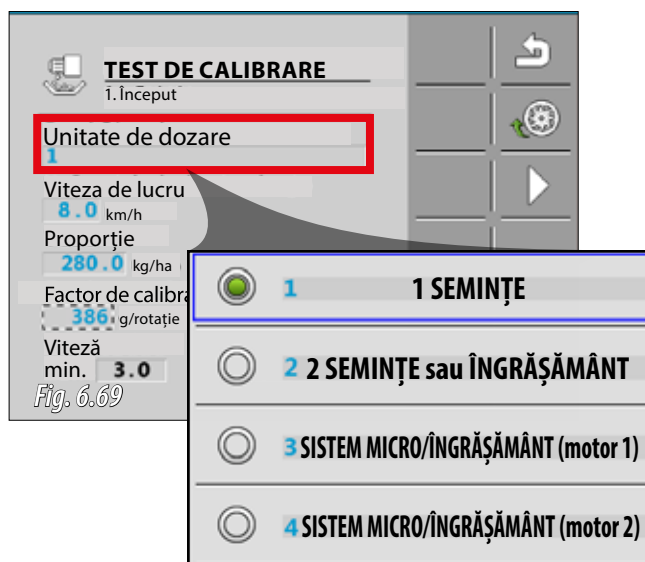 TEST DE CALIBRARE
1. Început
Unitate de dozare
1
Viteza de lucru
8.0 km/h
Proporție
280.0 kg/ha
Factor de calibra
386 g/rotație
Viteză
min. 3.0
Fig. 6.69
1 1 SEMINȚE
2 2 SEMINȚE sau ÎNGRĂȘĂMÂNT
3 SISTEM MICRO/ÎNGRĂȘĂMÂNT (motor 1)
4 SISTEM MICRO/ÎNGRĂȘĂMÂNT (motor 2)